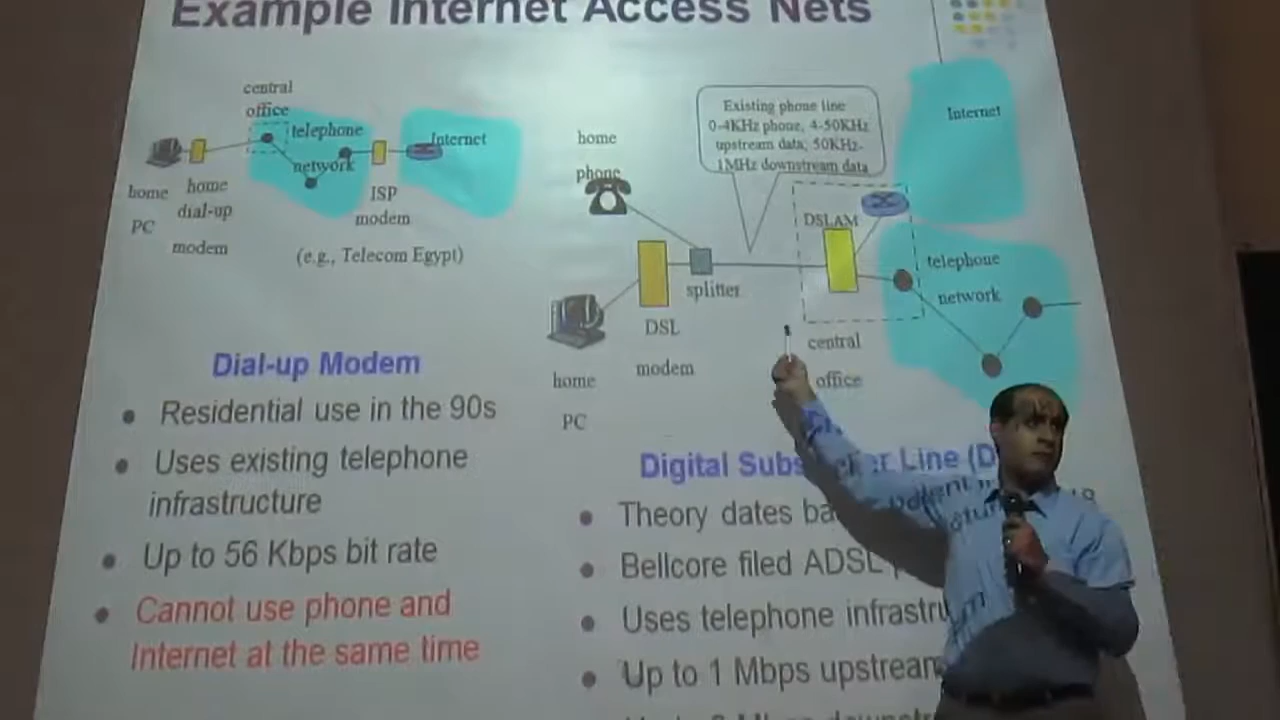 Example Internet Access Nets
central
office
telephone
network
Internet
home
PC
home
dial-up
modem
ISP
modem
(e.g., Telecom Egypt)
Dial-up Modem
Residential use in the 90s
Uses existing telephone
infrastructure
Up to 56 Kbps bit rate
Cannot use phone and
Internet at the same time
Existing phone line
0-4KHz phone, 4-50KHz
upstream data; 50KHz-
1MHz downstream data
Internet
home
phone
DSLAM
telephone
network
splitter
DSL
modem
home
PC
central
office
Digital Line
Theory dates
Bellcore filed ADSL
Uses telephone
Up to 1 Mbps upstream